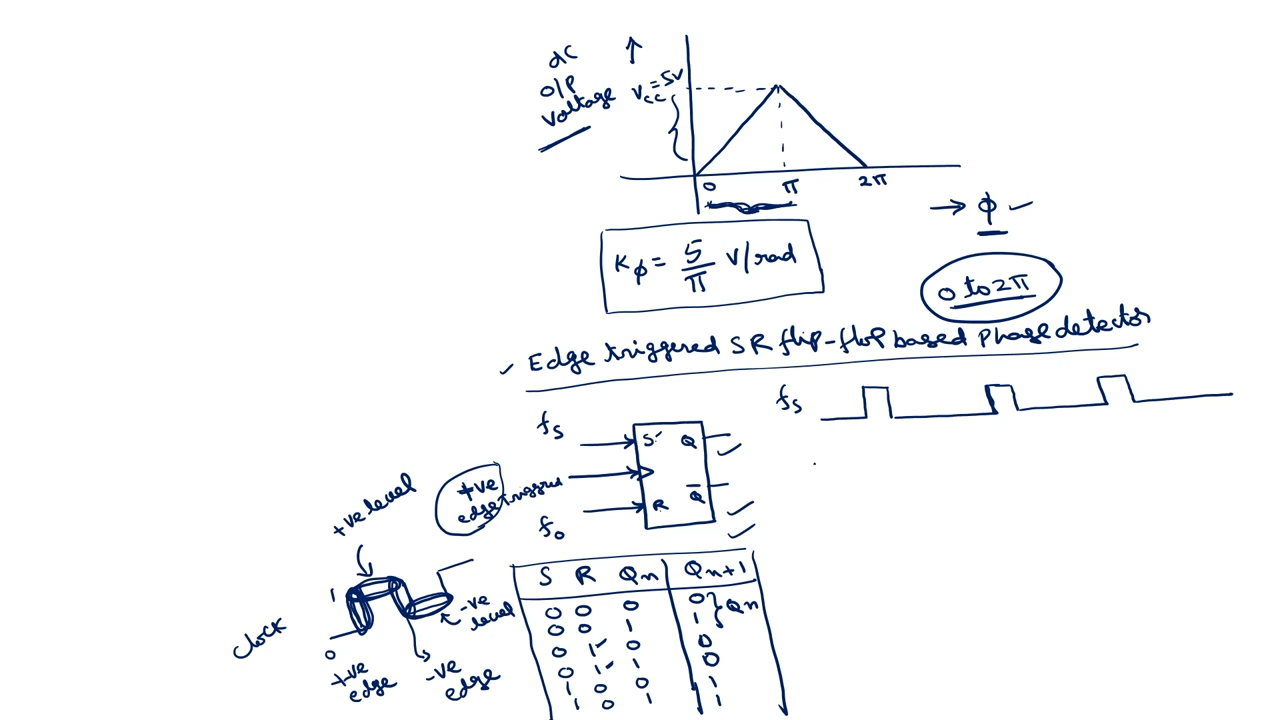 dc
o/p
voltage
↑
Vcc=5V
0 π 2π
→ ϕ ✓
Kϕ = 5/π V/rad
0 to 2π
✓ Edge triggered SR flip-flop based Phase detector
fs
fs
S Q
+ve
edge triggered
R Q̅
fo
+ve level
1
0
clock
+ve
edge
-ve
edge
-ve
level
S R Qn Qn+1
0 0 0 0 } Qn
0 0 1 1
0 1 0 0
0 1 1 0
1 0 0 1
1 0 1 1